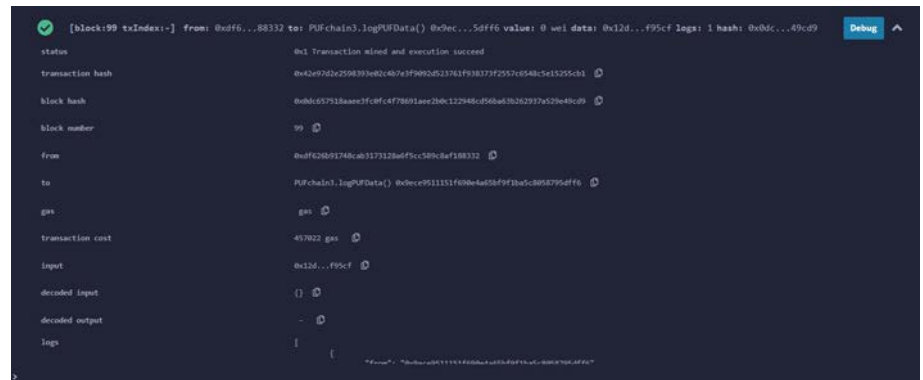 [block:99 txIndex:-] from: 0xdf6...88332 to: PUFchain3.logPUFData() 0x9ec...5dff6 value: 0 wei data: 0x12d...f95cf logs: 1 hash: 0x0dc...49cd9 Debug
status 0x1 Transaction mined and execution succeed
transaction hash 0x42e97d2e2598393e02c4b7e3f9092d523761f938373f2557c6548c5e15255cb1
block hash 0x0dc657518aaee3fc0fc4f78691aee2b0c122948cd56ba63b262937a529e49cd9
block number 99
from 0xdf626b91748cab3173128a6f5cc589c8af188332
to PUFchain3.logPUFData() 0x9ece9511151f690e4a65bf9f1ba5c8058795dff6
gas gas
transaction cost 457022 gas
input 0x12d...f95cf
decoded input {}
decoded output -
logs [
{
"from": "0x9ece9511151f690e4a65bf9f1ba5c8058795dff6"
>